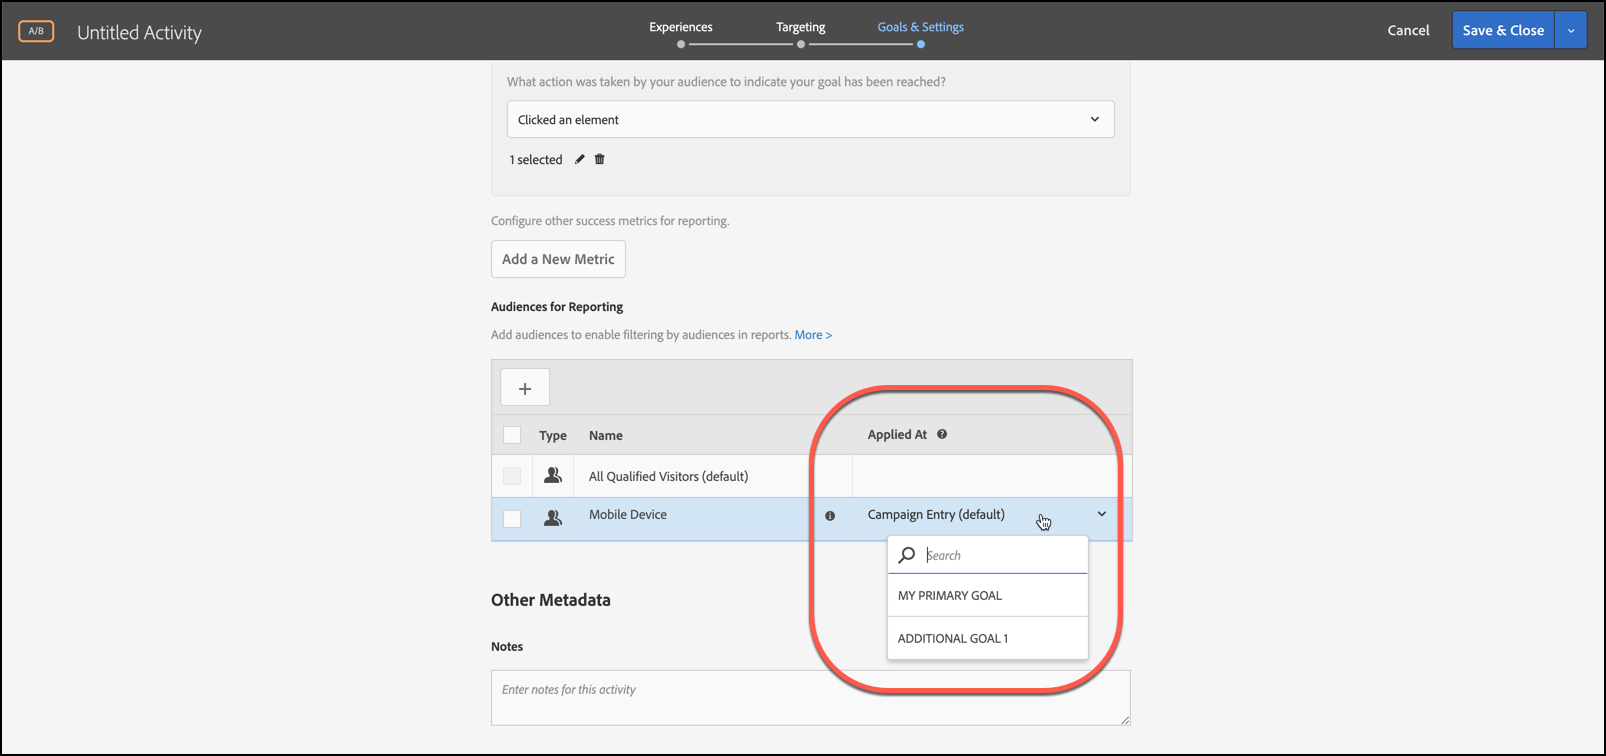 A/B
Untitled Activity
Experiences
Targeting
Goals & Settings
Cancel
Save & Close
What action was taken by your audience to indicate your goal has been reached?
Clicked an element
1 selected
Configure other success metrics for reporting.
Add a New Metric
Audiences for Reporting
Add audiences to enable filtering by audiences in reports. More >
+
Type Name Applied At ?
All Qualified Visitors (default)
Mobile Device Campaign Entry (default)
Search
MY PRIMARY GOAL
ADDITIONAL GOAL 1
Other Metadata
Notes
Enter notes for this activity